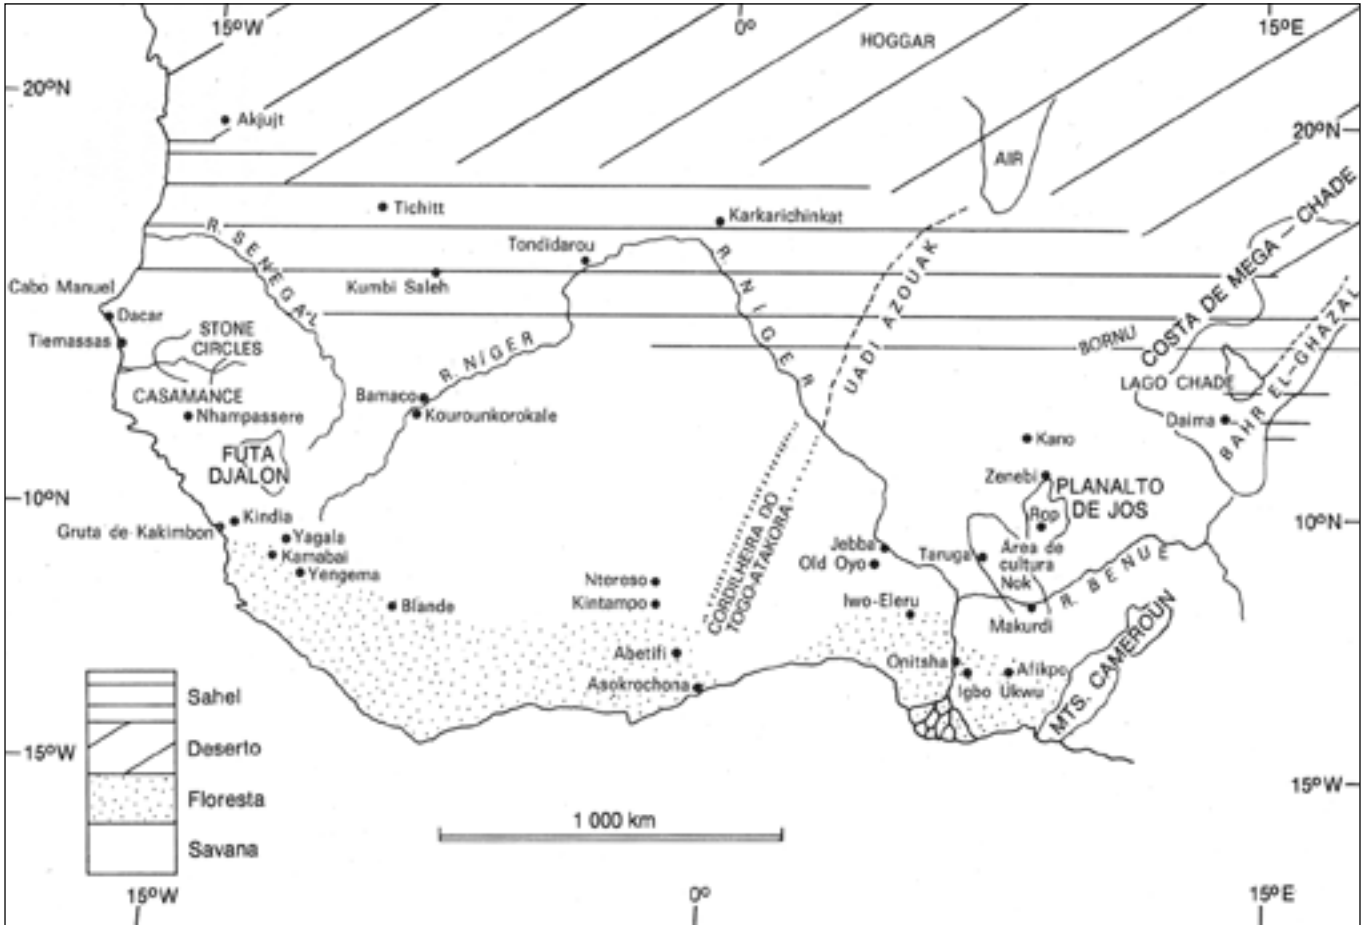 15ºW
0º
15ºE
HOGGAR
20ºN
20ºN
Akjujt
AIR
Tichitt
Karkarichinkat
R. SENEGAL
Tondidarou
R. NÍGER
UADI AZOUAK
COSTA DE MEGA – CHADE
Cabo Manuel
Kumbi Saleh
Dacar
STONE
CIRCLES
Tiemassas
BORNU
R. NÍGER
LAGO CHADE
BAHR EL-GHAZAL
CASAMANCE
Bamaco
Nhampassere
Kourounkorokale
Daima
Kano
FUTA
DJALON
Zenebi
PLANALTO
DE JOS
10ºN
10ºN
Kindia
Gruta de Kakimbon
Rop
CORDILHEIRA DO
TOGO-ATAKORA
Yagala
Kamabai
Yengema
Jebba
Old Oyo
Taruga
Área de
cultura
Nok
R. BENUE
Ntoroso
Kintampo
Blande
Iwo-Eleru
Makurdi
MTS. CAMEROUN
Abetifi
Onitsha
Afikpo
Asokrochona
Igbo Ukwu
Sahel
Deserto
15ºW
15ºW
Floresta
1 000 km
Savana
15ºW
0º
15ºE